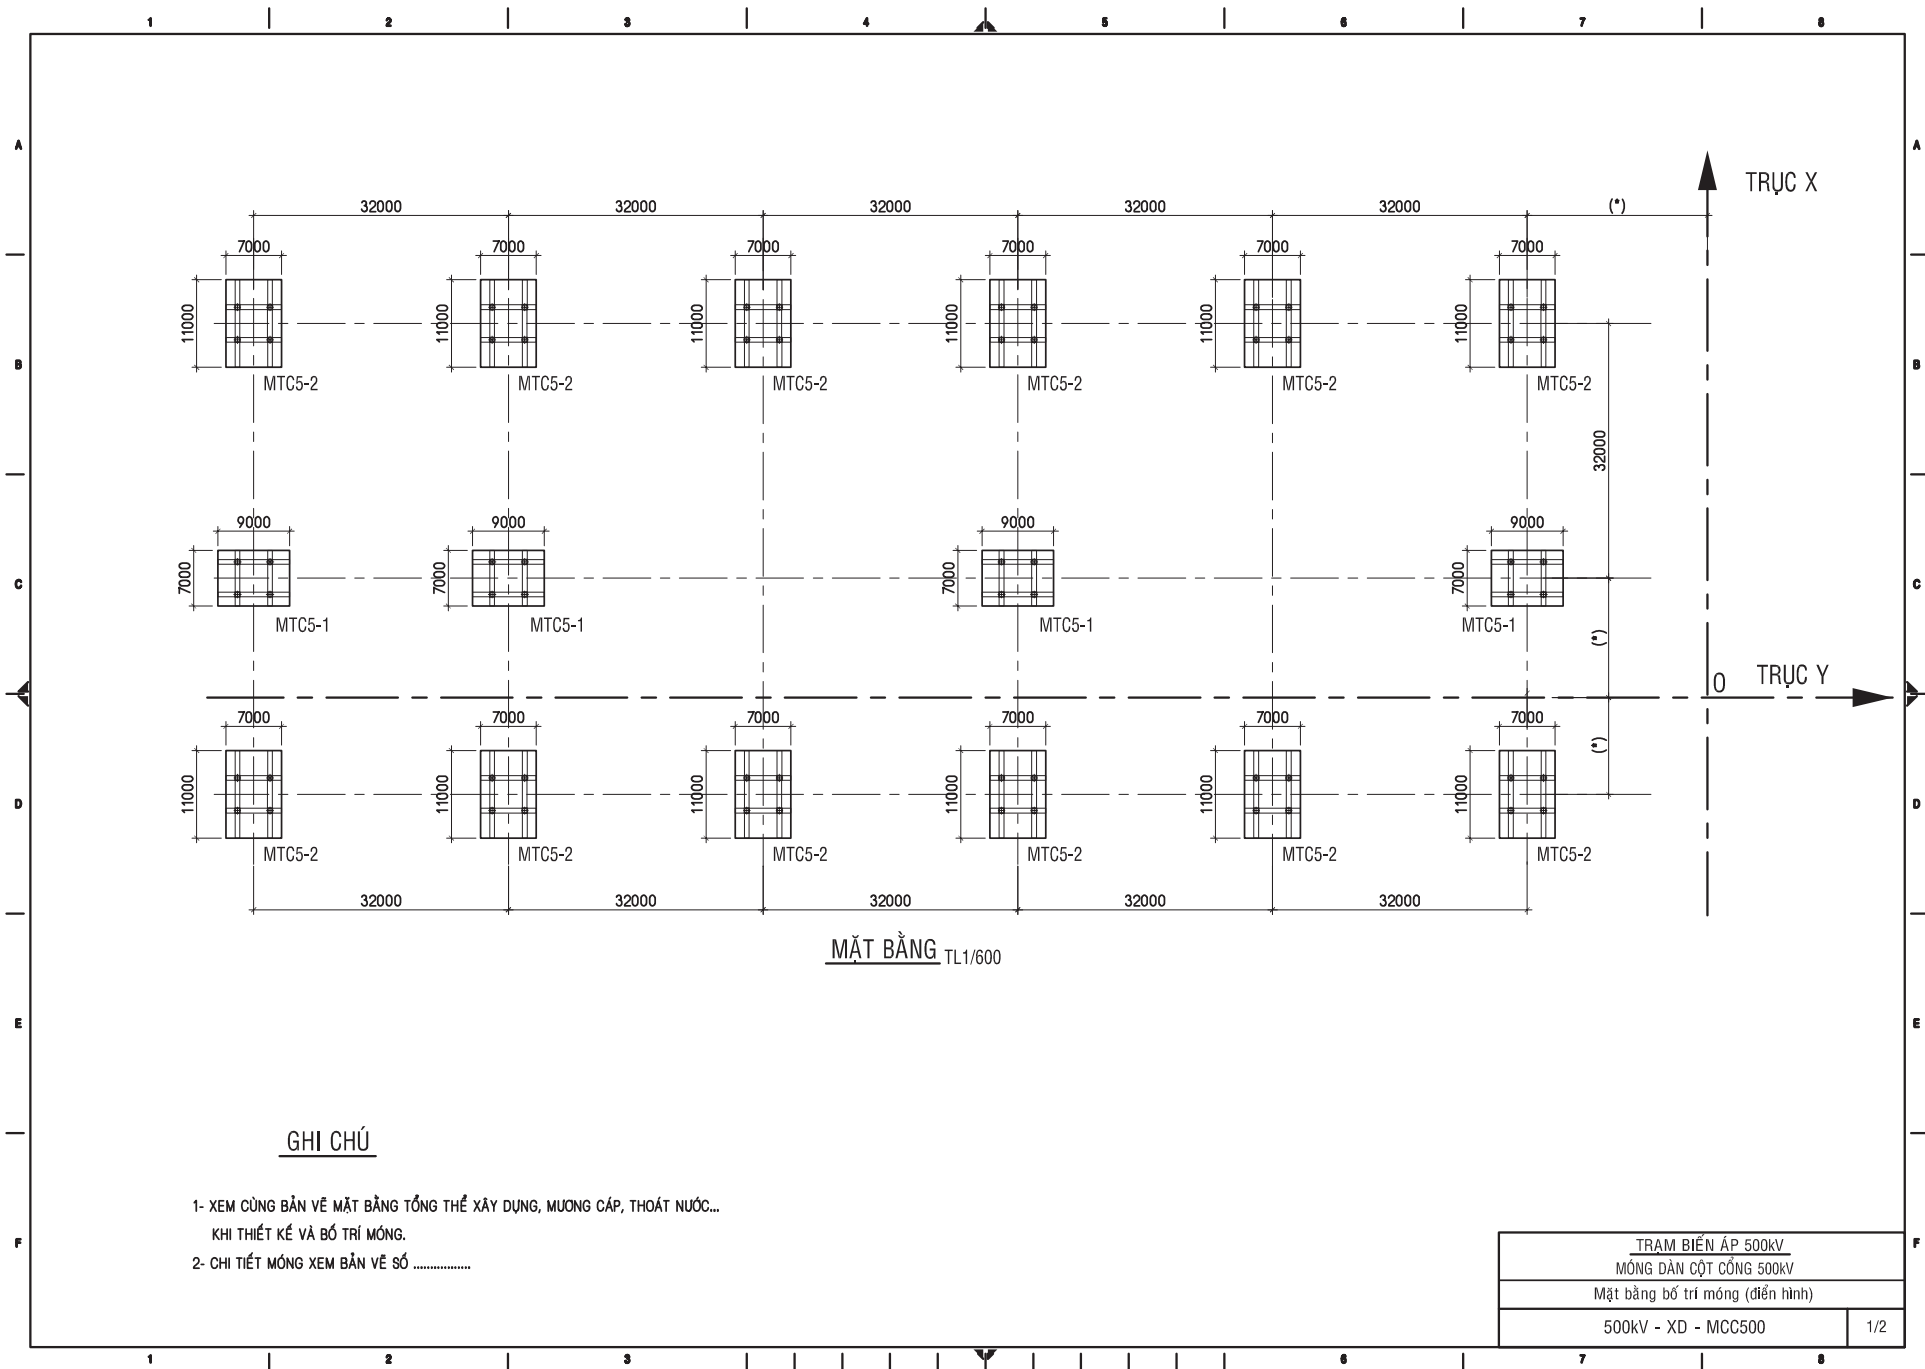 1 2 3 4 5 6 7 8
A A
TRỤC X
32000 32000 32000 32000 32000 (*)
7000 7000 7000 7000 7000 7000
11000 11000 11000 11000 11000 11000
B B
MTC5-2 MTC5-2 MTC5-2 MTC5-2 MTC5-2 MTC5-2
32000
9000 9000 9000 9000
7000 7000 7000 7000
C C
MTC5-1 MTC5-1 MTC5-1 MTC5-1
(*)
0 TRỤC Y
7000 7000 7000 7000 7000 7000
(*)
11000 11000 11000 11000 11000 11000
D D
MTC5-2 MTC5-2 MTC5-2 MTC5-2 MTC5-2 MTC5-2
32000 32000 32000 32000 32000
MẶT BẰNG TL1/600
E E
GHI CHÚ
1- XEM CÙNG BẢN VẼ MẶT BẰNG TỔNG THỂ XÂY DỰNG, MƯƠNG CÁP, THOÁT NƯỚC...
KHI THIẾT KẾ VÀ BỐ TRÍ MÓNG.
2- CHI TIẾT MÓNG XEM BẢN VẼ SỐ .................
F F
TRẠM BIẾN ÁP 500kV
MÓNG DÀN CỘT CỔNG 500kV
Mặt bằng bố trí móng (điển hình)
500kV - XD - MCC500 1/2
1 2 3 6 7 8